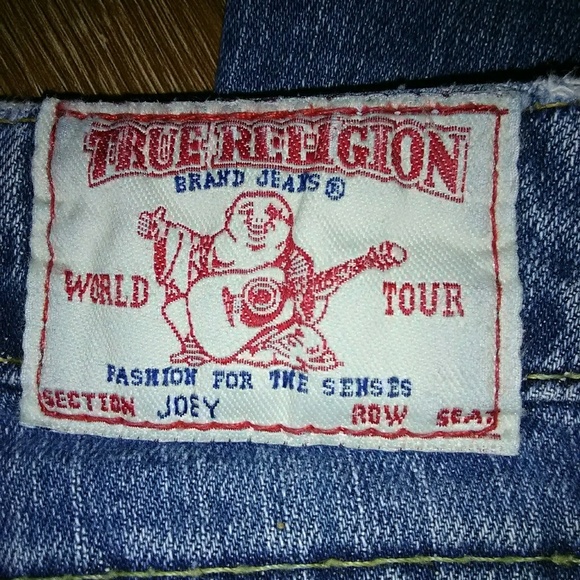 TRUE RELIGION
BRAND JEANS®
WORLD TOUR
FASHION FOR THE SENSES
SECTION JOEY ROW SEAT